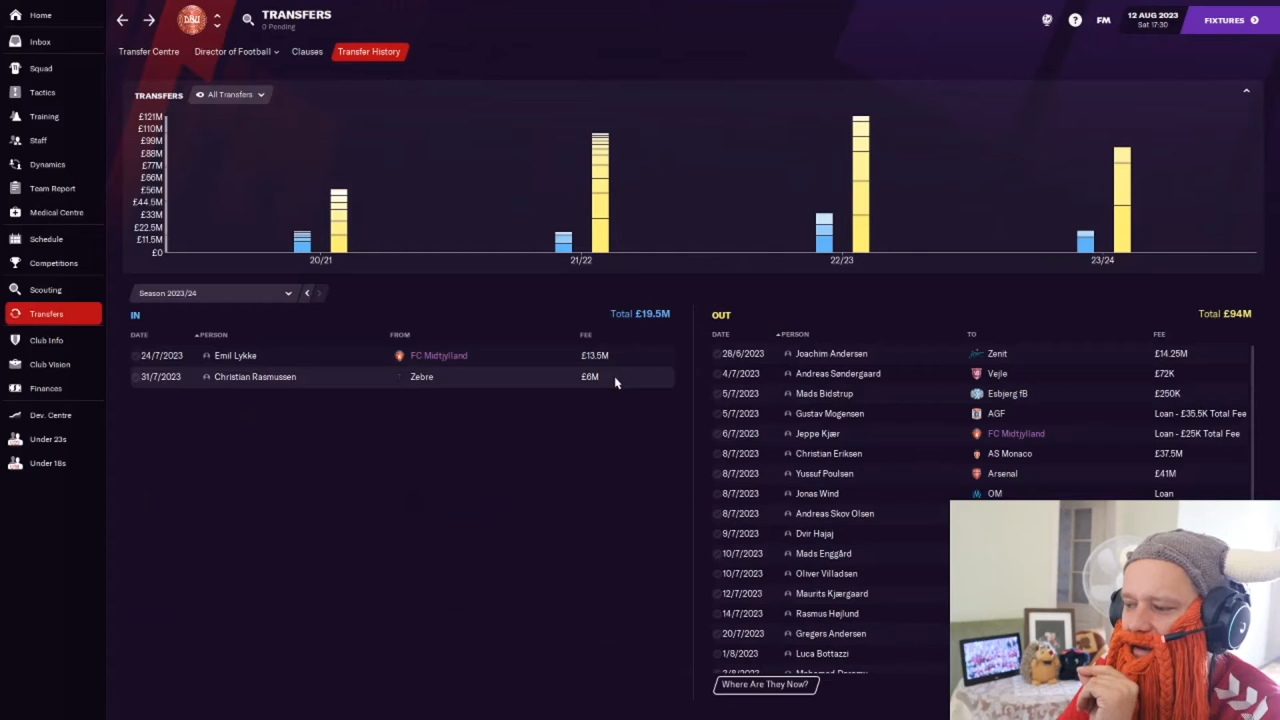 Home
Inbox
Squad
Tactics
Training
Staff
Dynamics
Team Report
Medical Centre
Schedule
Competitions
Scouting
Transfers
Club Info
Club Vision
Finances
Dev. Centre
Under 23s
Under 18s
DBU
TRANSFERS
0 Pending
? FM 12 AUG 2023
Sat 17:30
FIXTURES
Transfer Centre Director of Football Clauses Transfer History
TRANSFERS All Transfers
£121M
£110M
£99M
£88M
£77M
£66M
£56M
£44.5M
£33M
£22.5M
£11.5M
£0
20/21 21/22 22/23 23/24
Season 2023/24
IN Total £19.5M
DATE PERSON FROM FEE
24/7/2023 Emil Lykke FC Midtjylland £13.5M
31/7/2023 Christian Rasmussen Zebre £6M
OUT Total £94M
DATE PERSON TO FEE
28/6/2023 Joachim Andersen Zenit £14.25M
4/7/2023 Andreas Søndergaard Vejle £72K
5/7/2023 Mads Bidstrup Esbjerg fB £250K
5/7/2023 Gustav Mogensen AGF Loan - £35.5K Total Fee
6/7/2023 Jeppe Kjær FC Midtjylland Loan - £25K Total Fee
8/7/2023 Christian Eriksen AS Monaco £37.5M
8/7/2023 Yussuf Poulsen Arsenal £41M
8/7/2023 Jonas Wind OM Loan
8/7/2023 Andreas Skov Olsen
9/7/2023 Dvir Hajaj
10/7/2023 Mads Enggård
10/7/2023 Oliver Villadsen
12/7/2023 Maurits Kjærgaard
14/7/2023 Rasmus Højlund
20/7/2023 Gregers Andersen
1/8/2023 Luca Bottazzi
Where Are They Now?